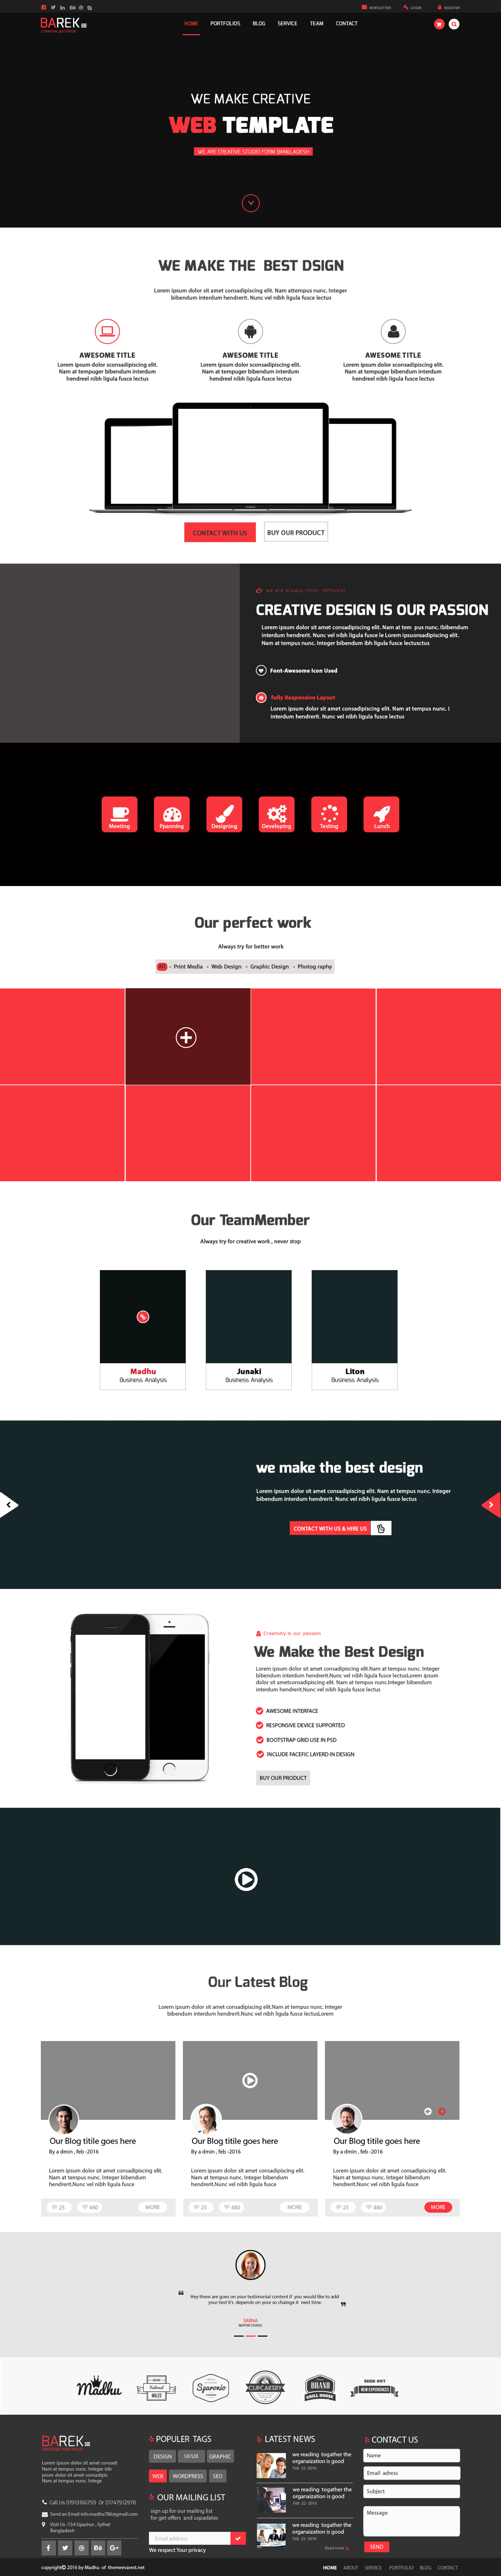 NEWSLETTER LOGIN REGISTER
BAREK
creative portfolio
HOME PORTFOLIOS BLOG SERVICE TEAM CONTACT
WE MAKE CREATIVE
WEB TEMPLATE
WE ARE CREATIVE STUDIO FORM BANGLADESH
WE MAKE THE BEST DSIGN
Lorem ipsum dolor sit amet consadipiscing elit. Nam attempus nunc. Integer
bibendum interdum hendrerit. Nunc vel nibh ligula fusce lectus
AWESOME TITLE
Lorem ipsum dolor sconsadipiscing elit.
Nam at tempuger bibendum interdum
hendreel nibh ligula fusce lectus
AWESOME TITLE
Lorem ipsum dolor sconsadipiscing elit.
Nam at tempuger bibendum interdum
hendreel nibh ligula fusce lectus
AWESOME TITLE
Lorem ipsum dolor sconsadipiscing elit.
Nam at tempuger bibendum interdum
hendreel nibh ligula fusce lectus
CONTACT WITH US BUY OUR PRODUCT
we are always think different
CREATIVE DESIGN IS OUR PASSION
Lorem ipsum dolor sit amet consadipiscing elit. Nam at tem pus nunc. Ibibendum
interdum hendrerit. Nunc vel nibh ligula fusce le Lorem ipsuonsadipiscing elit.
Nam at tempus nunc. Integer bibendum ibh ligula fusce lectuschus
Font-Awesome Icon Used
fully Responsive Layout
Lorem ipsum dolor sit amet consadipiscing elit. Nam at tempus nunc. I
interdum hendrerit. Nunc vel nibh ligula fusce lectus
Meeting Ppanning Designing Developing Testing Lunch
Our perfect work
Always try for better work
All - Print Media - Web Design - Graphic Design - Photog raphy
Our TeamMember
Always try for creative work , never stop
Madhu
Business Analysis
Junaki
Business Analysis
Liton
Business Analysis
we make the best design
Lorem ipsum dolor sit amet consadipiscing elit. Nam at tempus nunc. Integer
bibendum interdum hendrerit. Nunc vel nibh ligula fusce lectus
CONTACT WITH US & HIRE US
Creativity is our passion
We Make the Best Design
Lorem ipsum dolor sit amet consadipiscing elit.Nam at tempus nunc. Integer
bibendum interdum hendrerit.Nunc vel nibh ligula fusce lectusLorem ipsum
dolor sit ametconsadipiscing elit. Nam at tempus nunc.Integer bibendum
interdum hendrerit.Nunc vel nibh ligula fusce lectus
AWESOME INTERFACE
RESPONSIVE DEVICE SUPPORTED
BOOTSTRAP GRID USE IN PSD
INCLUDE FACEFIC LAYERD IN DESIGN
BUY OUR PRODUCT
Our Latest Blog
Lorem ipsum dolor sit amet consadipiscing elit.Nam at tempus nunc. Integer
bibendum interdum hendrerit.Nunc vel nibh ligula fusce lectusLorem
Our Blog titile goes here
By a dmin , feb -2016
Lorem ipsum dolor sit amet consadipiscing elit.
Nam at tempus nunc. Integer bibendum
interdum hendrerit.Nunc vel nibh ligula fusce
25 480 MORE
Our Blog titile goes here
By a dmin , feb -2016
Lorem ipsum dolor sit amet consadipiscing elit.
Nam at tempus nunc. Integer bibendum
interdum hendrerit.Nunc vel nibh ligula fusce
25 480 MORE
Our Blog titile goes here
By a dmin , feb -2016
Lorem ipsum dolor sit amet consadipiscing elit.
Nam at tempus nunc. Integer bibendum
interdum hendrerit.Nunc vel nibh ligula fusce
25 480 MORE
Hey there are goes on your testimonial content if you would like to add
your text it's depends on your so chainge it next time.
SABNA
NUPOR STUDIO
Madhu
National
MILES
Sparonio
CUPCAKERY
BRAND
GRILL HOUSE
SEEK OUT
NEW EXPERIENCES
BAREK
creative portfolio
Lorem ipsum dolor sit amet consadi
Nam at tempus nunc. Integer bib
psum dolor sit amet consadipis
Nam at tempus nunc. Intege
Call Us 01913166759 Or 01747912978
Send an Email Infomadhu786@gmail.com
Visit Us -154 Upasher , Sylhet
Bangladesh
POPULER TAGS
DESIGN UI/UX GRAPHIC
WEB WORDPRESS SEO
OUR MAILING LIST
sign up for our mailing list
for get offers and uupadates
Email address
We respect Your privacy
LATEST NEWS
we reading togather the
organaization is good
Feb 22 -2016
we reading togather the
organaization is good
Feb 22 -2016
we reading togather the
organaization is good
Feb 22 -2016
Read more
CONTACT US
Name
Email adress
Subject
Message
SEND
copyright© 2016 by Madhu of themesarest.net
HOME ABOUT SERVICE PORTFOLIO BLOG CONTACT